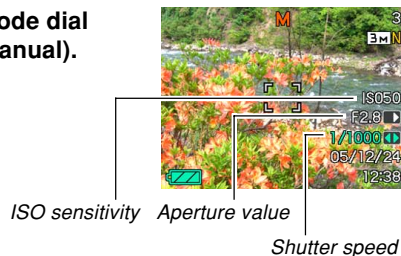 ode dial
anual).
M
3
3M N
ISO50
F2.8
1/1000
05/12/24
12:38
ISO sensitivity Aperture value
Shutter speed